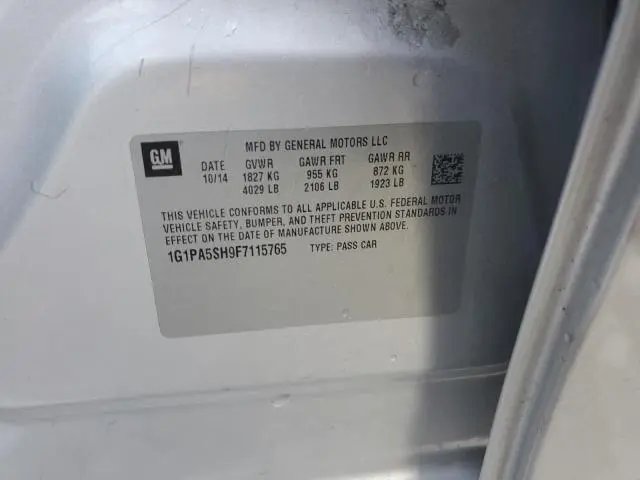 GM
MFD BY GENERAL MOTORS LLC
DATE GVWR GAWR FRT GAWR RR
10/14 1827 KG 955 KG 872 KG
4029 LB 2106 LB 1923 LB
THIS VEHICLE CONFORMS TO ALL APPLICABLE U.S. FEDERAL MOTOR
VEHICLE SAFETY, BUMPER, AND THEFT PREVENTION STANDARDS IN
EFFECT ON THE DATE OF MANUFACTURE SHOWN ABOVE.
1G1PA5SH9F7115765 TYPE: PASS CAR